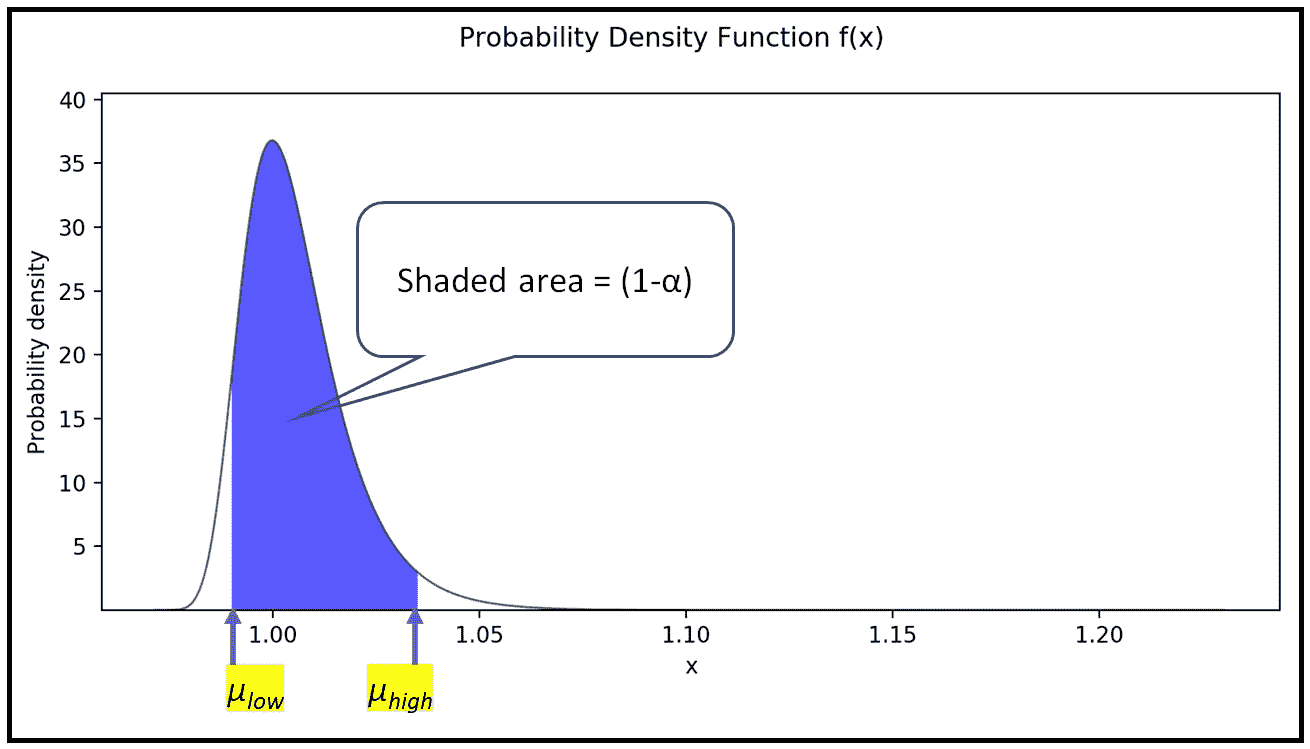 Probability Density Function f(x)
40
35
30
25
20
15
10
5
Probability density
Shaded area = (1-α)
1.00
1.05
1.10
1.15
1.20
x
μlow
μhigh